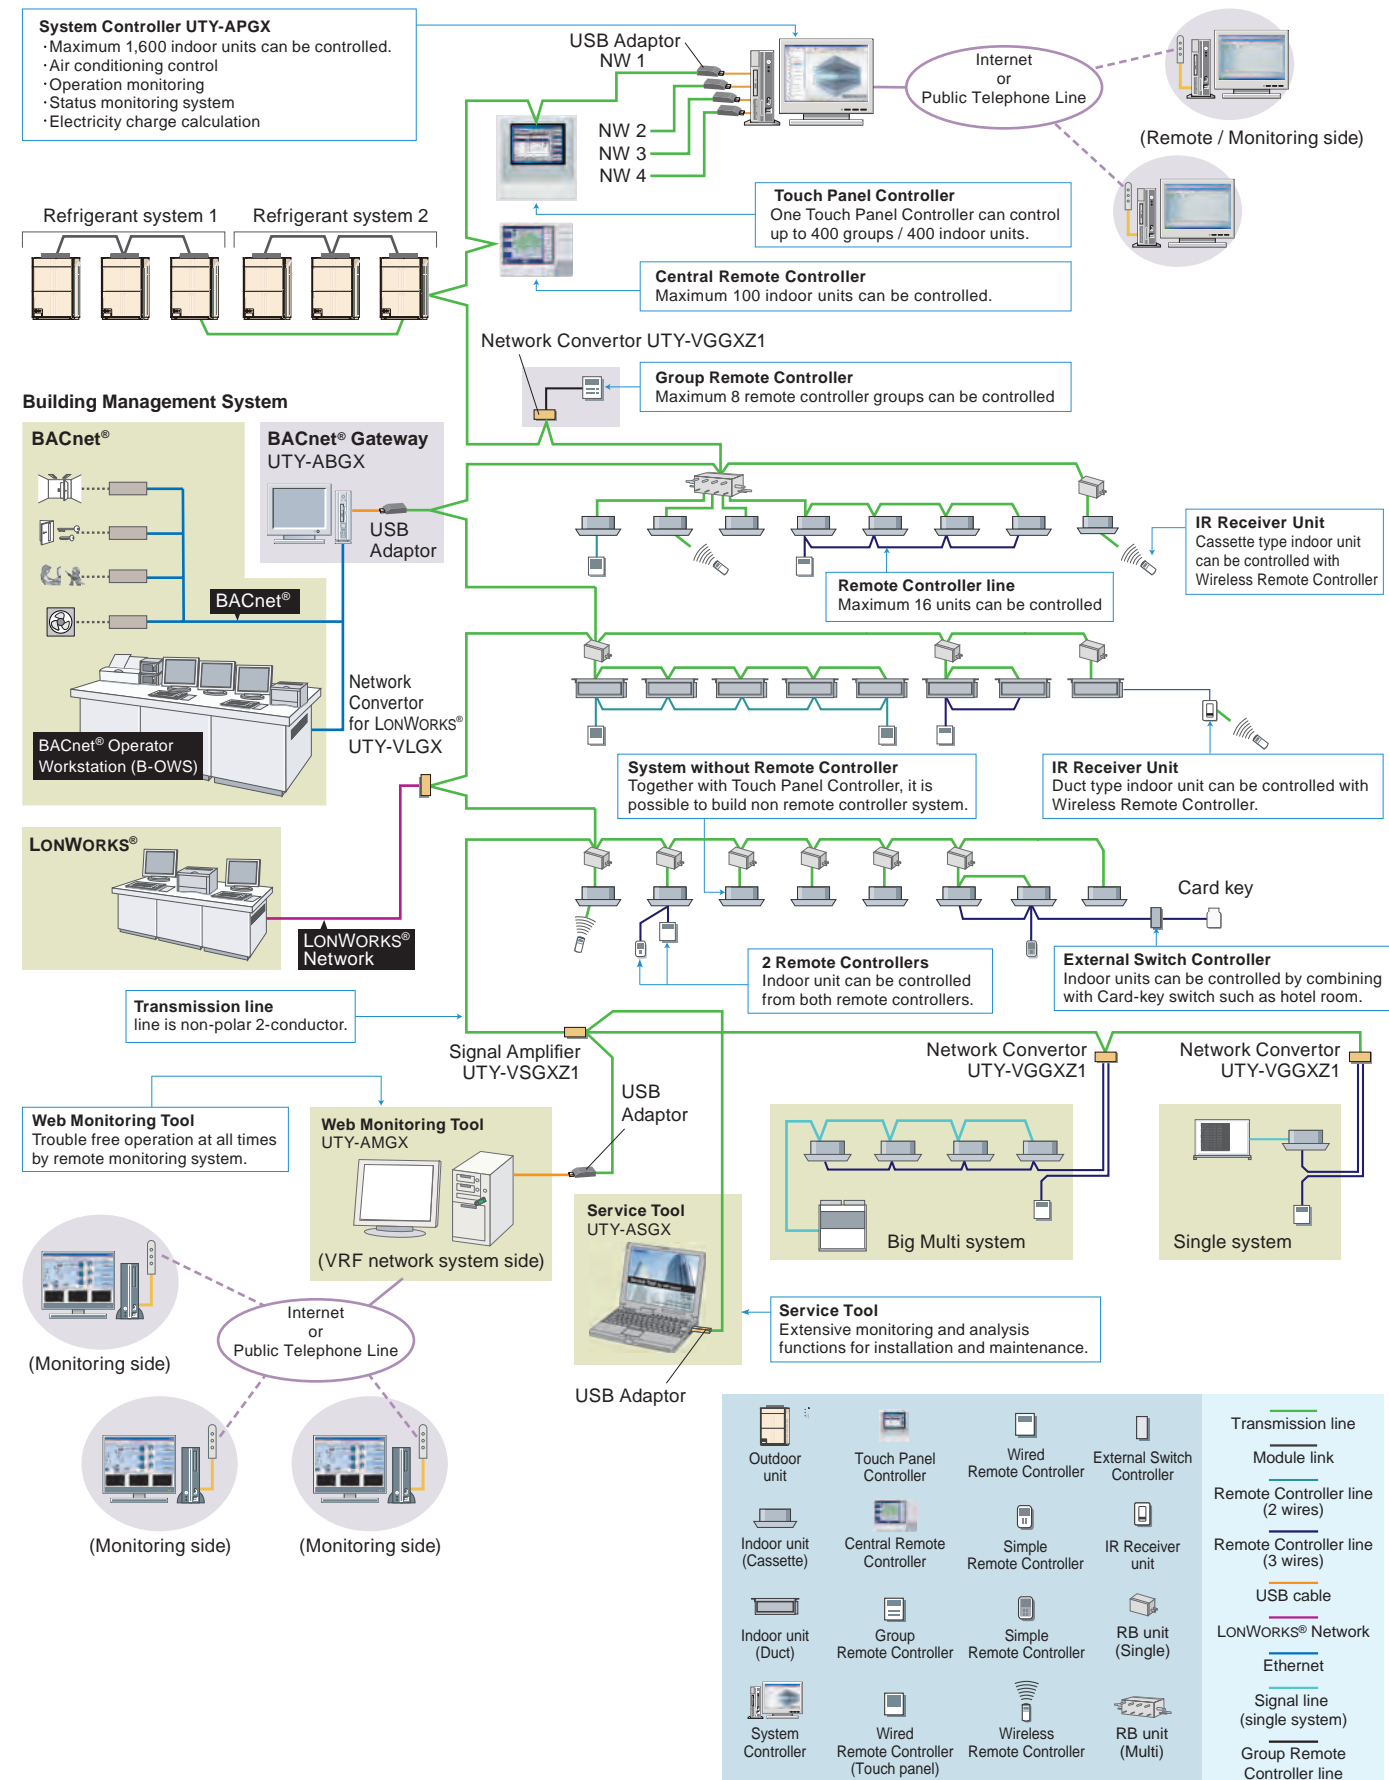 System Controller UTY-APGX
･Maximum 1,600 indoor units can be controlled.
･Air conditioning control
･Operation monitoring
･Status monitoring system
･Electricity charge calculation
USB Adaptor
NW 1
NW 2
NW 3
NW 4
Internet
or
Public Telephone Line
(Remote / Monitoring side)
Touch Panel Controller
One Touch Panel Controller can control
up to 400 groups / 400 indoor units.
Refrigerant system 1
Refrigerant system 2
Central Remote Controller
Maximum 100 indoor units can be controlled.
Network Convertor UTY-VGGXZ1
Group Remote Controller
Maximum 8 remote controller groups can be controlled
Building Management System
BACnet®
BACnet® Gateway
UTY-ABGX
USB
Adaptor
BACnet®
BACnet® Operator
Workstation (B-OWS)
IR Receiver Unit
Cassette type indoor unit
can be controlled with
Wireless Remote Controller
Remote Controller line
Maximum 16 units can be controlled
Network
Convertor
for LONWORKS®
UTY-VLGX
System without Remote Controller
Together with Touch Panel Controller, it is
possible to build non remote controller system.
IR Receiver Unit
Duct type indoor unit can be controlled with
Wireless Remote Controller.
LONWORKS®
LONWORKS®
Network
Card key
2 Remote Controllers
Indoor unit can be controlled
from both remote controllers.
External Switch Controller
Indoor units can be controlled by combining
with Card-key switch such as hotel room.
Transmission line
line is non-polar 2-conductor.
Signal Amplifier
UTY-VSGXZ1
Network Convertor
UTY-VGGXZ1
Network Convertor
UTY-VGGXZ1
USB
Adaptor
Web Monitoring Tool
Trouble free operation at all times
by remote monitoring system.
Web Monitoring Tool
UTY-AMGX
(VRF network system side)
Service Tool
UTY-ASGX
Big Multi system
Single system
Internet
or
Public Telephone Line
(Monitoring side)
(Monitoring side)
(Monitoring side)
Service Tool
Extensive monitoring and analysis
functions for installation and maintenance.
USB Adaptor
Outdoor
unit
Touch Panel
Controller
Wired
Remote Controller
External Switch
Controller
Indoor unit
(Cassette)
Central Remote
Controller
Simple
Remote Controller
IR Receiver
unit
Indoor unit
(Duct)
Group
Remote Controller
Simple
Remote Controller
RB unit
(Single)
System
Controller
Wired
Remote Controller
(Touch panel)
Wireless
Remote Controller
RB unit
(Multi)
Transmission line
Module link
Remote Controller line
(2 wires)
Remote Controller line
(3 wires)
USB cable
LONWORKS® Network
Ethernet
Signal line
(single system)
Group Remote
Controller line